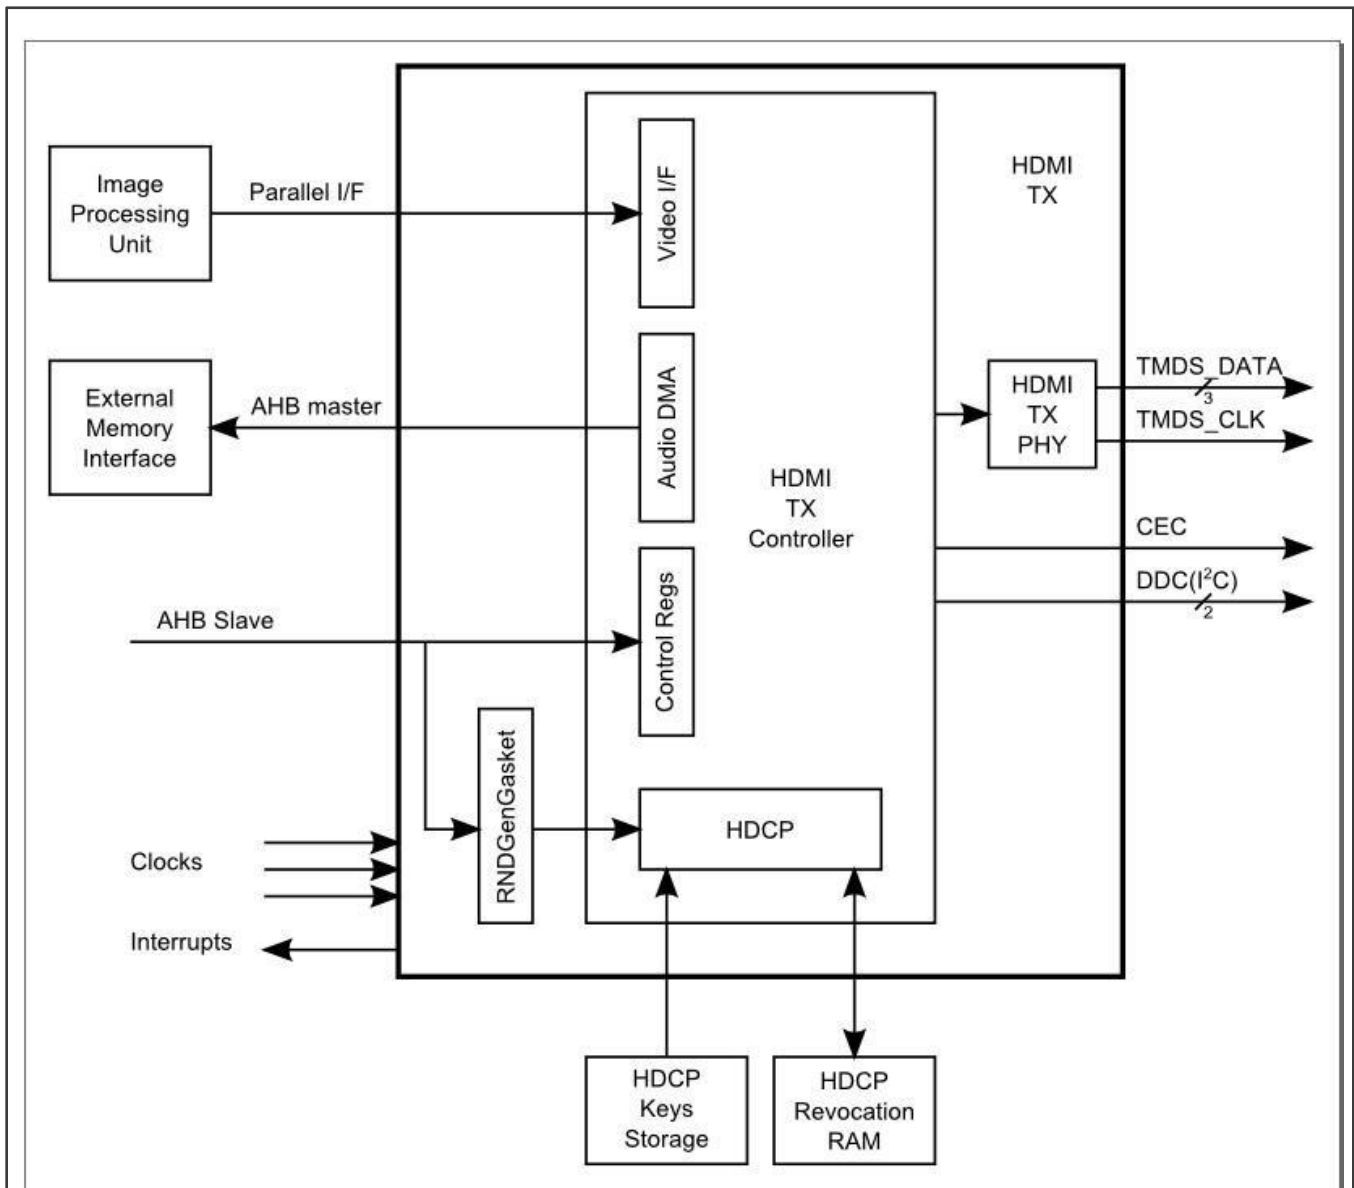 HDMI
TX
Image
Processing
Unit
Parallel I/F
Video I/F
External
Memory
Interface
AHB master
Audio DMA
HDMI
TX
Controller
HDMI
TX
PHY
TMDS_DATA
3
TMDS_CLK
CEC
DDC(I²C)
2
AHB Slave
Control Regs
RNDGenGasket
HDCP
Clocks
Interrupts
HDCP
Keys
Storage
HDCP
Revocation
RAM